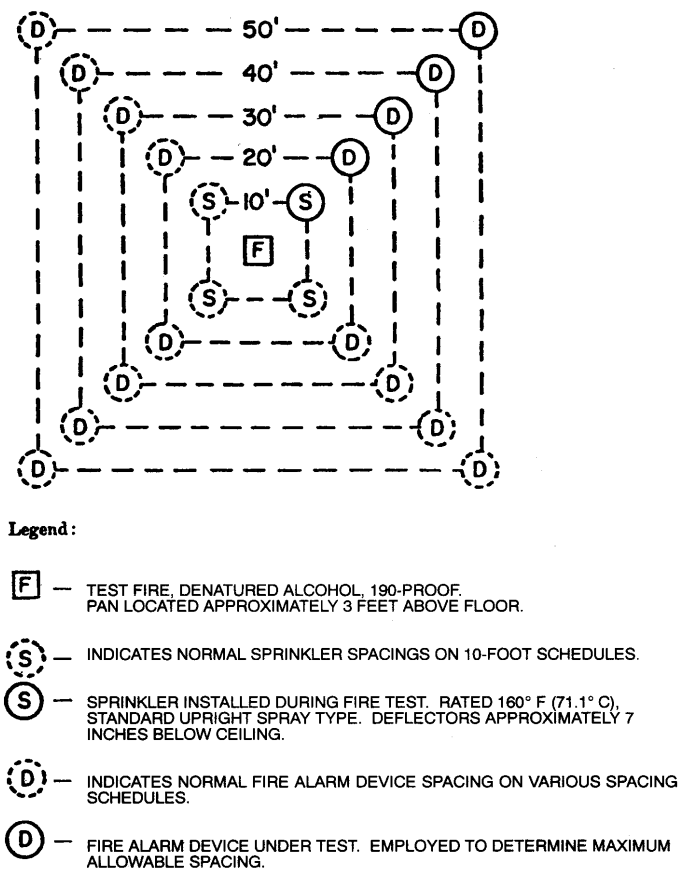 D 50' D
D 40' D
D 30' D
D 20' D
S 10' S
F
S S
D D
D D
D D
D D
Legend:
F — TEST FIRE, DENATURED ALCOHOL, 190-PROOF.
PAN LOCATED APPROXIMATELY 3 FEET ABOVE FLOOR.
S — INDICATES NORMAL SPRINKLER SPACINGS ON 10-FOOT SCHEDULES.
S — SPRINKLER INSTALLED DURING FIRE TEST. RATED 160° F (71.1° C),
STANDARD UPRIGHT SPRAY TYPE. DEFLECTORS APPROXIMATELY 7
INCHES BELOW CEILING.
D — INDICATES NORMAL FIRE ALARM DEVICE SPACING ON VARIOUS SPACING
SCHEDULES.
D — FIRE ALARM DEVICE UNDER TEST. EMPLOYED TO DETERMINE MAXIMUM
ALLOWABLE SPACING.